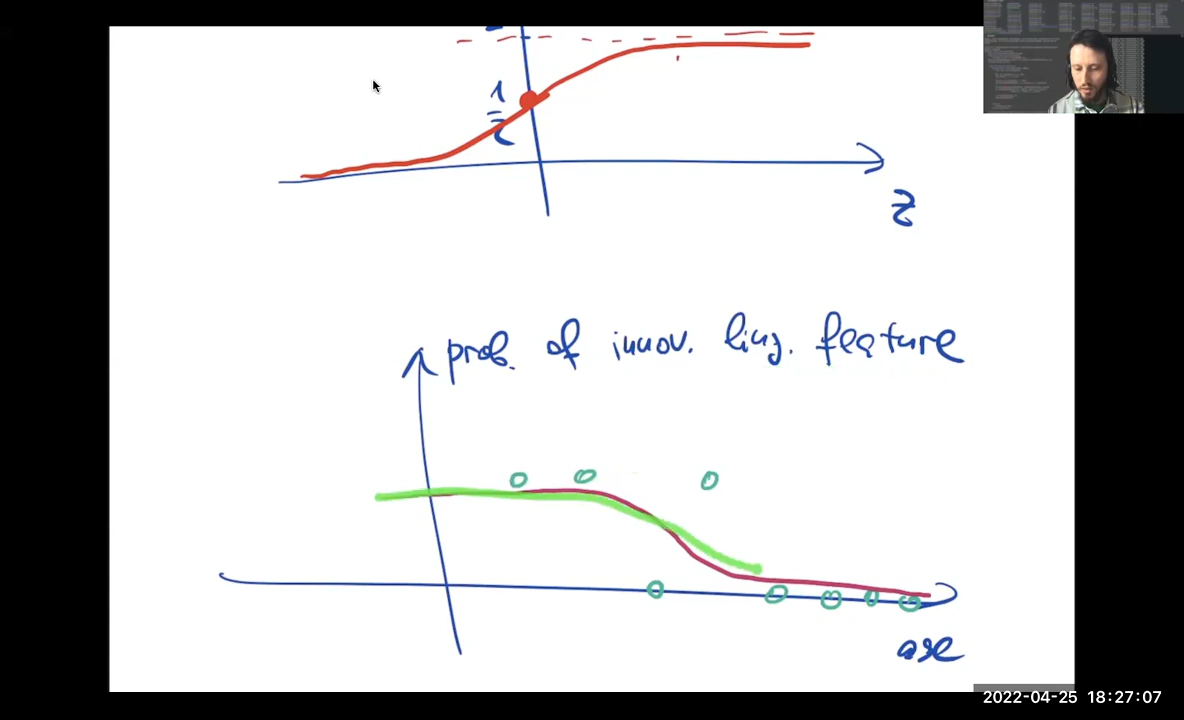 1
2
z
prob. of innov. ling. feature
age
2022-04-25 18:27:07